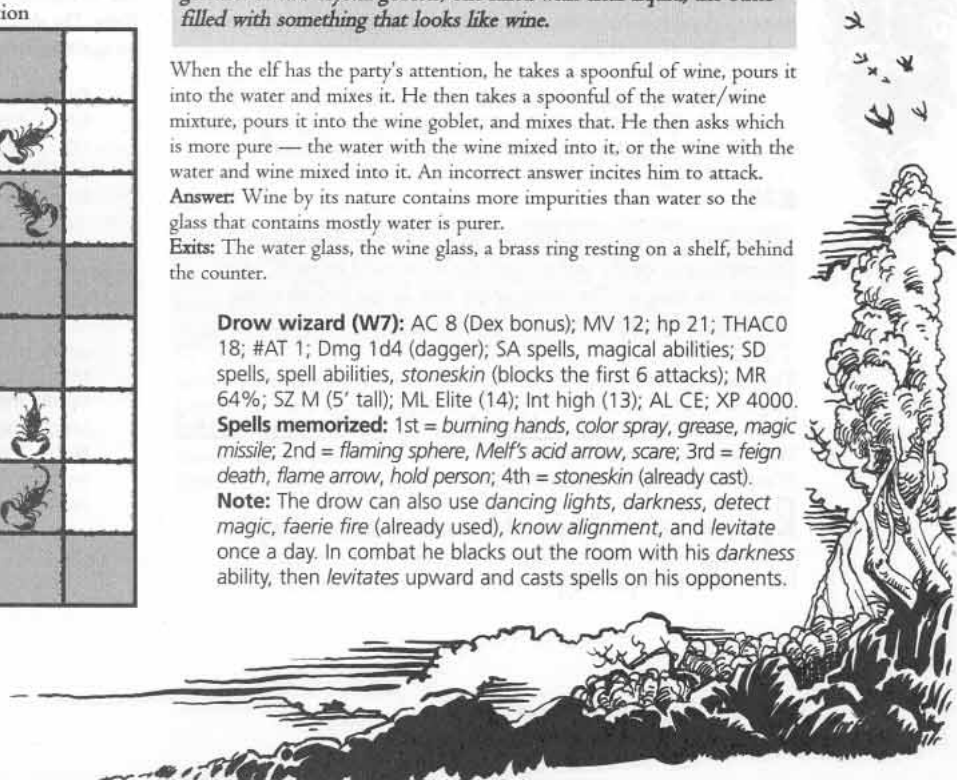 ion
filled with something that looks like wine.
When the elf has the party's attention, he takes a spoonful of wine, pours it
into the water and mixes it. He then takes a spoonful of the water/wine
mixture, pours it into the wine goblet, and mixes that. He then asks which
is more pure — the water with the wine mixed into it, or the wine with the
water and wine mixed into it. An incorrect answer incites him to attack.
Answer: Wine by its nature contains more impurities than water so the
glass that contains mostly water is purer.
Exits: The water glass, the wine glass, a brass ring resting on a shelf, behind
the counter.
Drow wizard (W7): AC 8 (Dex bonus); MV 12; hp 21; THAC0
18; #AT 1; Dmg 1d4 (dagger); SA spells, magical abilities; SD
spells, spell abilities, stoneskin (blocks the first 6 attacks); MR
64%; SZ M (5' tall); ML Elite (14); Int high (13); AL CE; XP 4000.
Spells memorized: 1st = burning hands, color spray, grease, magic
missile; 2nd = flaming sphere, Melf's acid arrow, scare; 3rd = feign
death, flame arrow, hold person; 4th = stoneskin (already cast).
Note: The drow can also use dancing lights, darkness, detect
magic, faerie fire (already used), know alignment, and levitate
once a day. In combat he blacks out the room with his darkness
ability, then levitates upward and casts spells on his opponents.